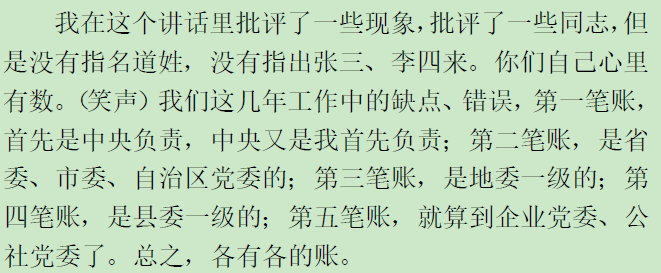 我在这个讲话里批评了一些现象，批评了一些同志，但
是没有指名道姓，没有指出张三、李四来。你们自己心里
有数。（笑声）我们这几年工作中的缺点、错误，第一笔账，
首先是中央负责，中央又是我首先负责；第二笔账，是省
委、市委、自治区党委的；第三笔账，是地委一级的；第
四笔账，是县委一级的；第五笔账，就算到企业党委、公
社党委了。总之，各有各的账。